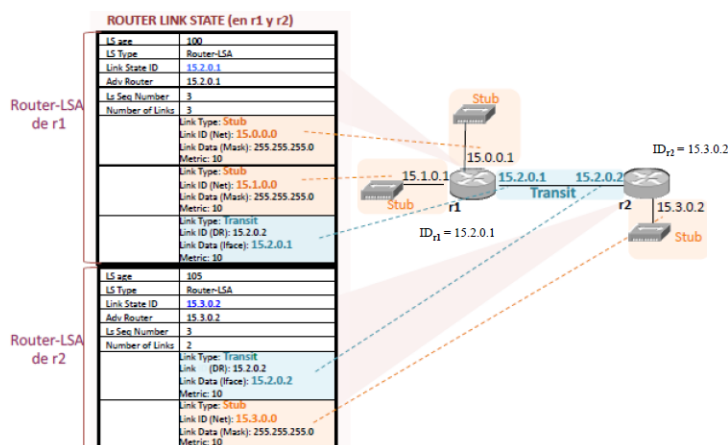 ROUTER LINK STATE (en r1 y r2)
Router-LSA
de r1
LS age 100
LS Type Router-LSA
Link State ID 15.2.0.1
Adv Router 15.2.0.1
Ls Seq Number 3
Number of Links 3
Link Type: Stub
Link ID (Net): 15.0.0.0
Link Data (Mask): 255.255.255.0
Metric: 10
Link Type: Stub
Link ID (Net): 15.1.0.0
Link Data (Mask): 255.255.255.0
Metric: 10
Link Type: Transit
Link ID (DR): 15.2.0.2
Link Data (Iface): 15.2.0.1
Metric: 10
Router-LSA
de r2
LS age 105
LS Type Router-LSA
Link State ID 15.3.0.2
Adv Router 15.3.0.2
Ls Seq Number 3
Number of Links 2
Link Type: Transit
Link (DR): 15.2.0.2
Link Data (Iface): 15.2.0.2
Metric: 10
Link Type: Stub
Link ID (Net): 15.3.0.0
Link Data (Mask): 255.255.255.0
Metric: 10
Stub
15.0.0.1
15.1.0.1
Stub
r1
15.2.0.1
15.2.0.2
Transit
IDr1 = 15.2.0.1
IDr2 = 15.3.0.2
r2
15.3.0.2
Stub